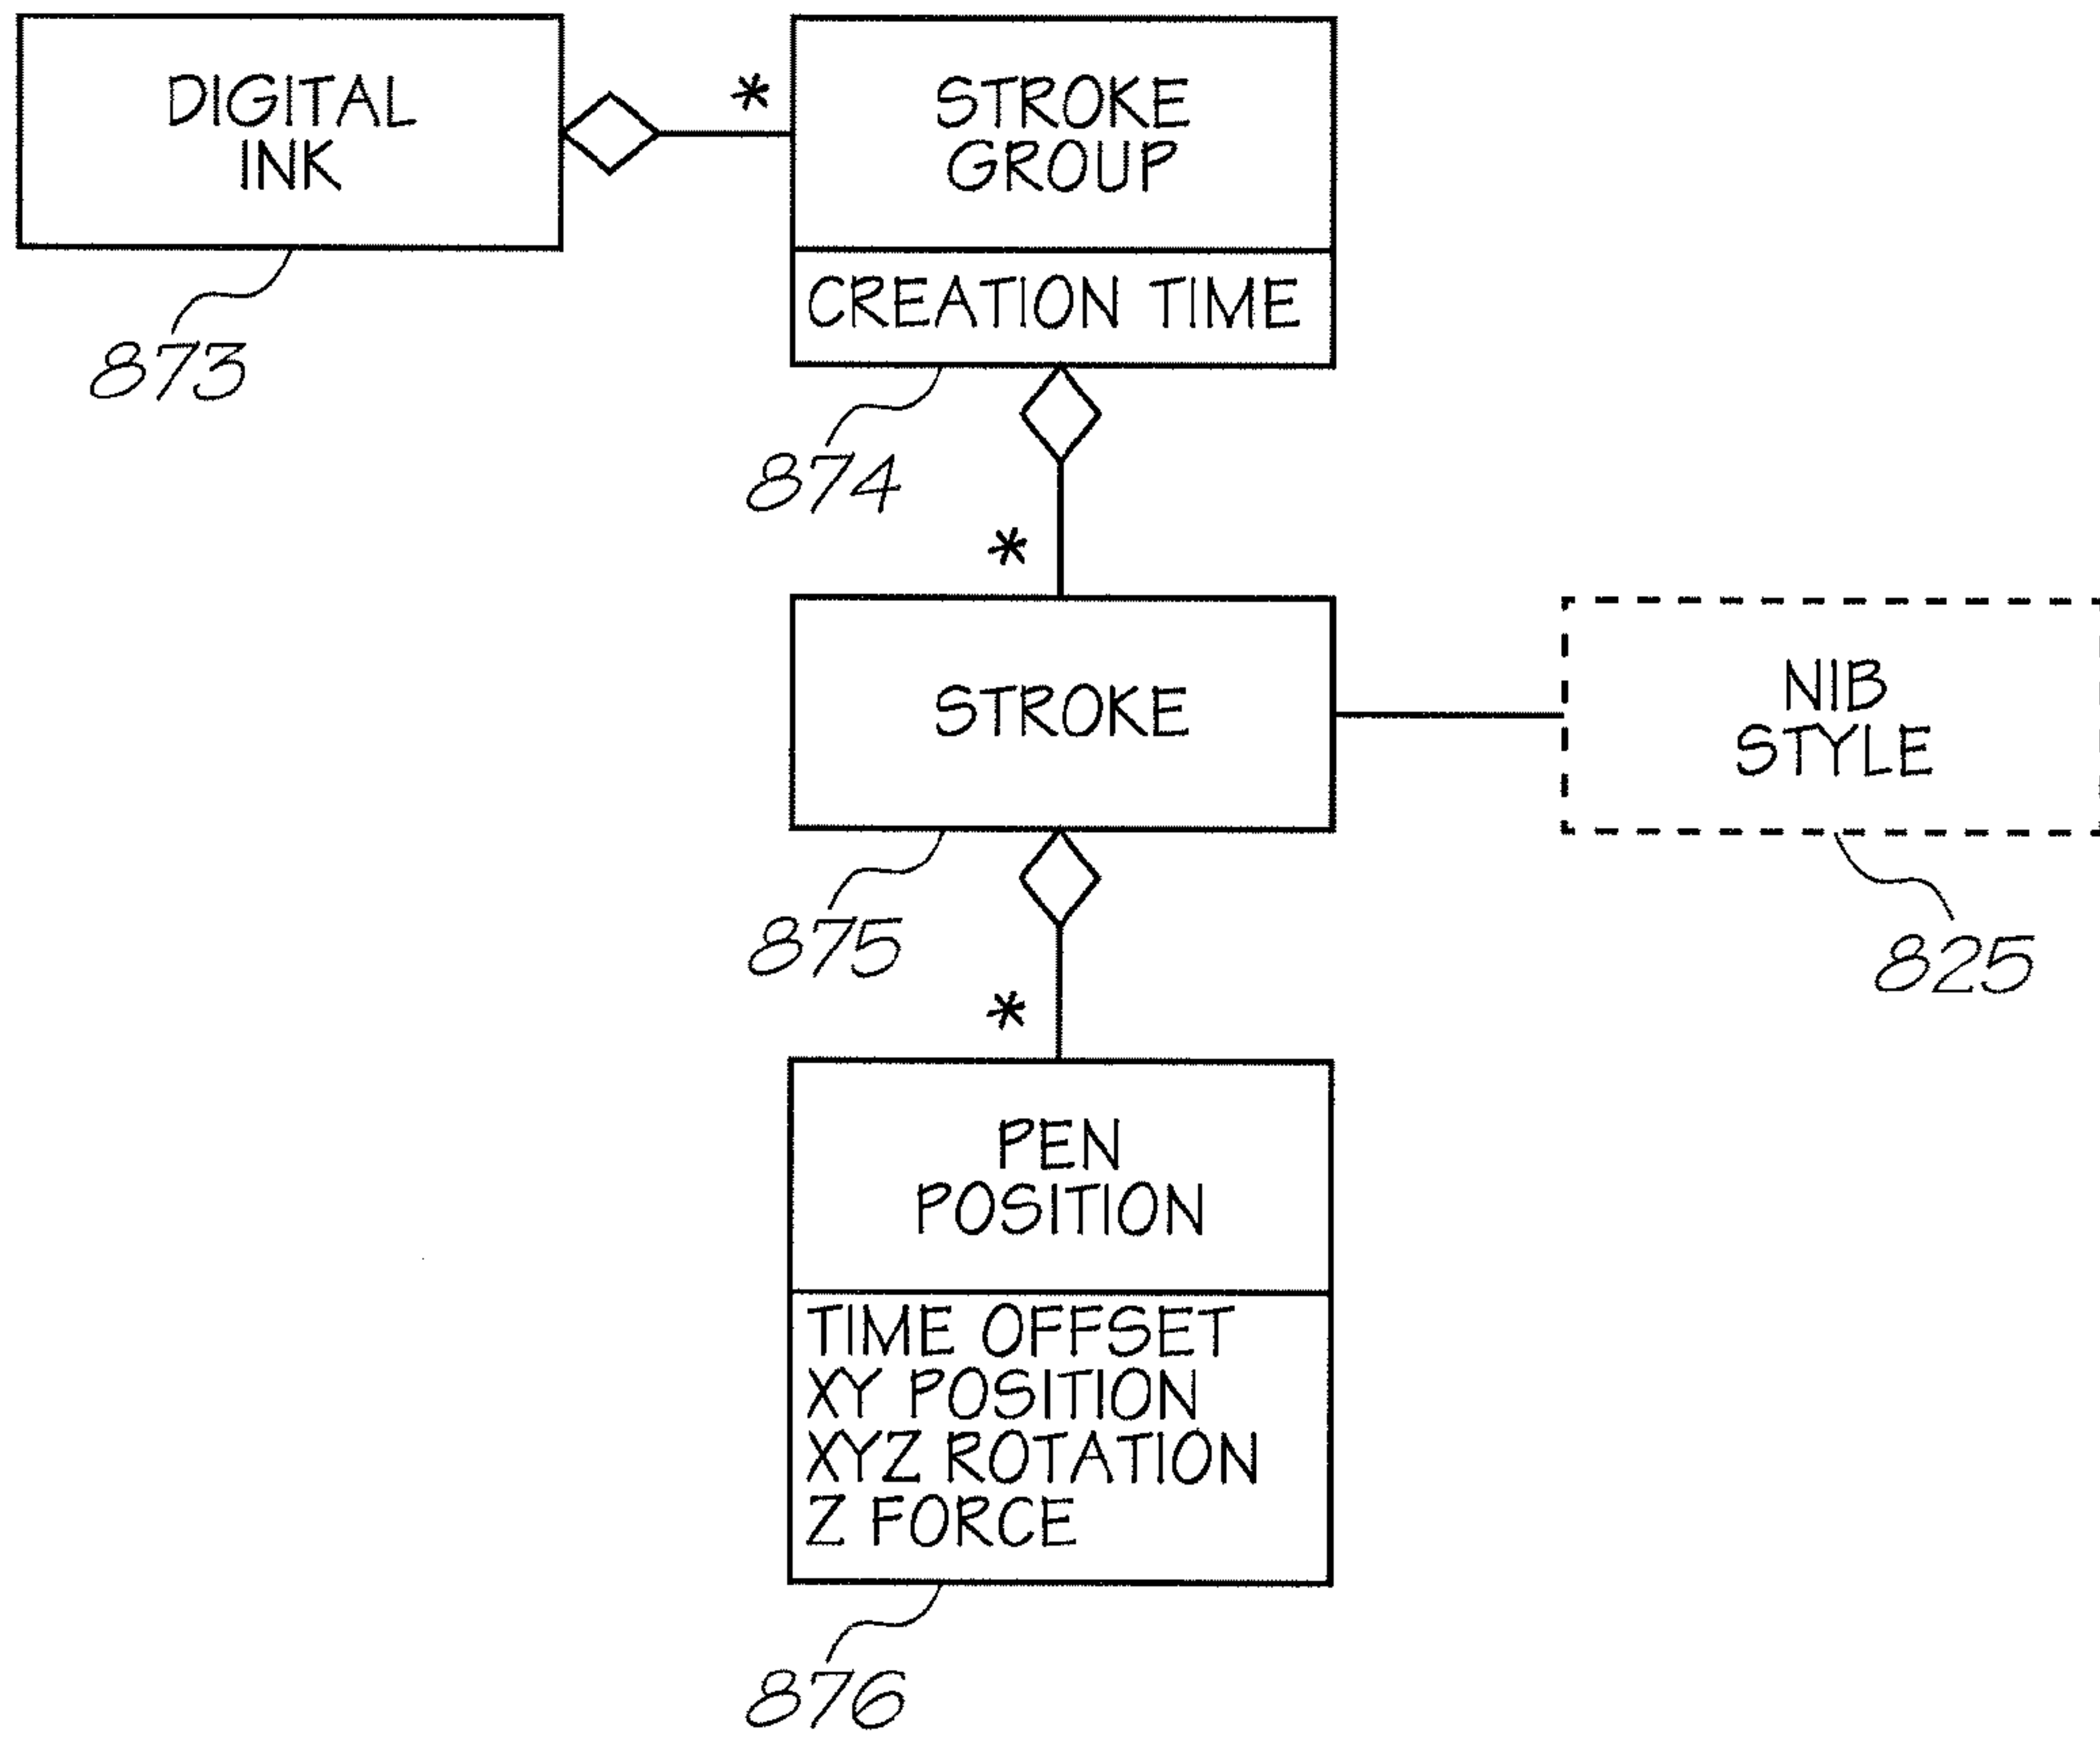 DIGITAL
INK
873
*
STROKE
GROUP
CREATION TIME
874
*
STROKE
875
NIB
STYLE
825
*
PEN
POSITION
TIME OFFSET
XY POSITION
XYZ ROTATION
Z FORCE
876